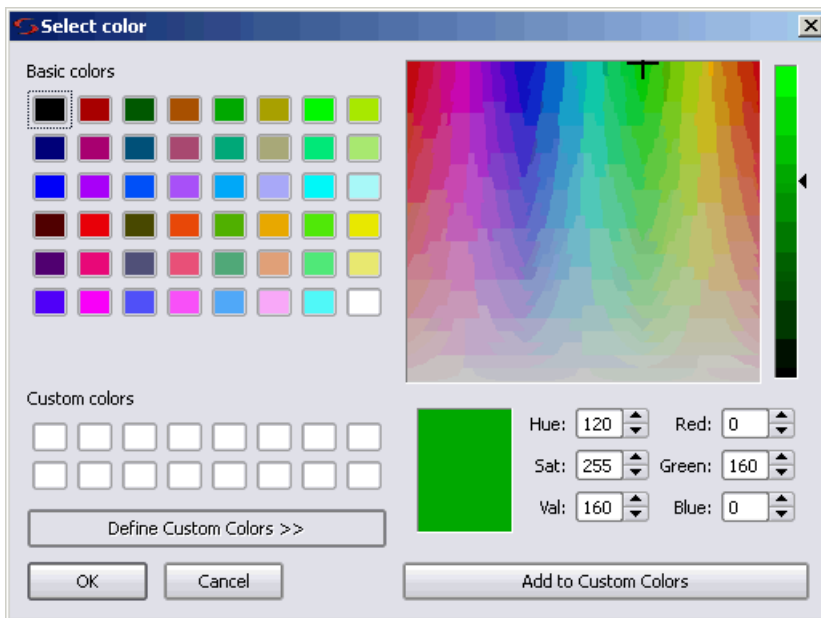 Select color
Basic colors
Custom colors
Define Custom Colors >>
OK
Cancel
Hue: 120
Red: 0
Sat: 255
Green: 160
Val: 160
Blue: 0
Add to Custom Colors